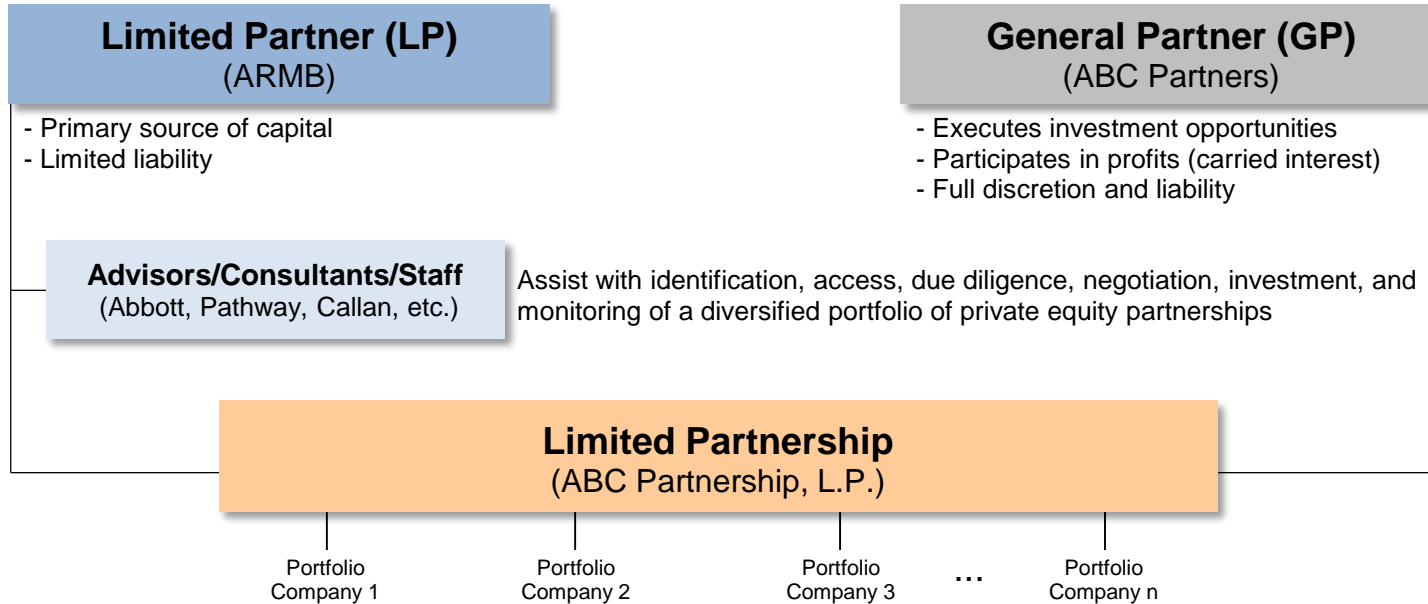 Limited Partner (LP)
(ARMB)
General Partner (GP)
(ABC Partners)
- Primary source of capital
- Limited liability
- Executes investment opportunities
- Participates in profits (carried interest)
- Full discretion and liability
Advisors/Consultants/Staff
(Abbott, Pathway, Callan, etc.)
Assist with identification, access, due diligence, negotiation, investment, and
monitoring of a diversified portfolio of private equity partnerships
Limited Partnership
(ABC Partnership, L.P.)
Portfolio
Company 1
Portfolio
Company 2
Portfolio
Company 3
...
Portfolio
Company n